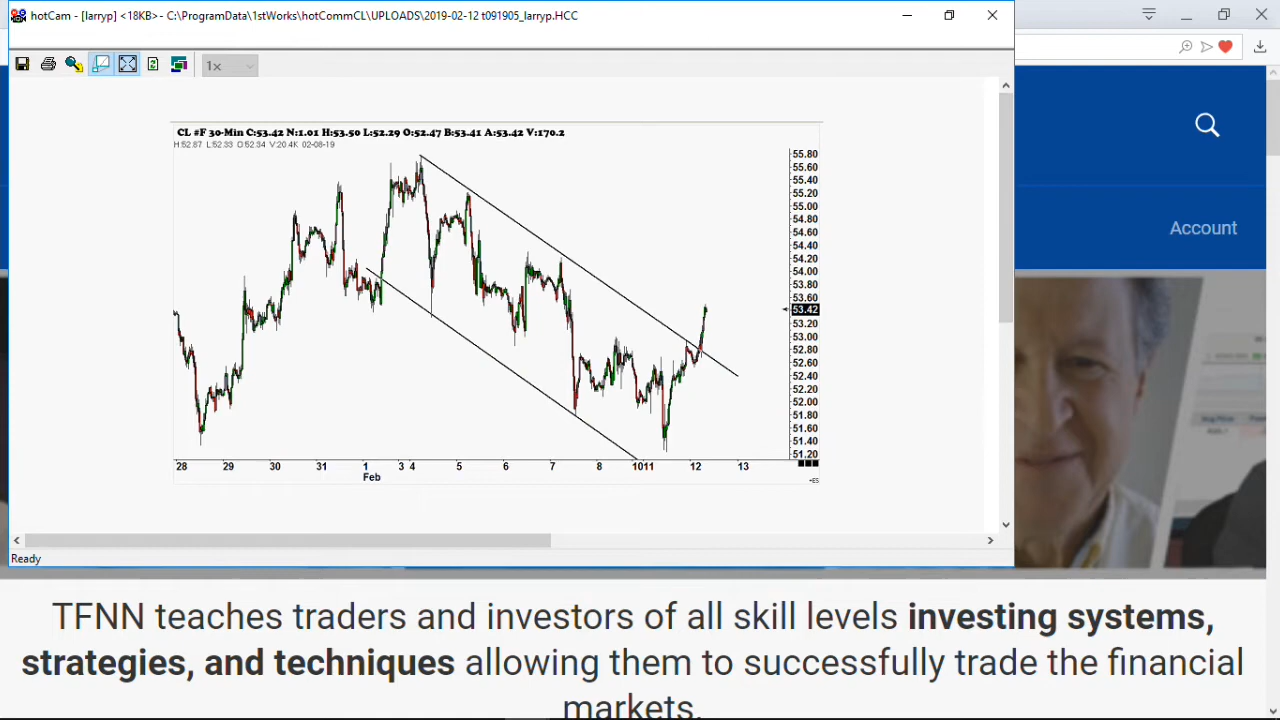 hotCam - [larryp] <18KB>- C:\ProgramData\1stWorks\hotCommCL\UPLOADS\2019-02-12 t091905_larryp.HCC
1x
CL #F 30-Min C:53.42 N:1.01 H:53.50 L:52.29 O:52.47 B:53.41 A:53.42 V:170.2
H:52.87 L:52.33 O:52.34 V:20.4K 02-08-19
55.80
55.60
55.40
55.20
55.00
54.80
54.60
54.40
54.20
54.00
53.80
53.60
53.42
53.20
53.00
52.80
52.60
52.40
52.20
52.00
51.80
51.60
51.40
51.20
28 29 30 31 1 3 4 5 6 7 8 10 11 12 13
Feb
+ES
Ready
Account
TFNN teaches traders and investors of all skill levels investing systems,
strategies, and techniques allowing them to successfully trade the financial
markets.